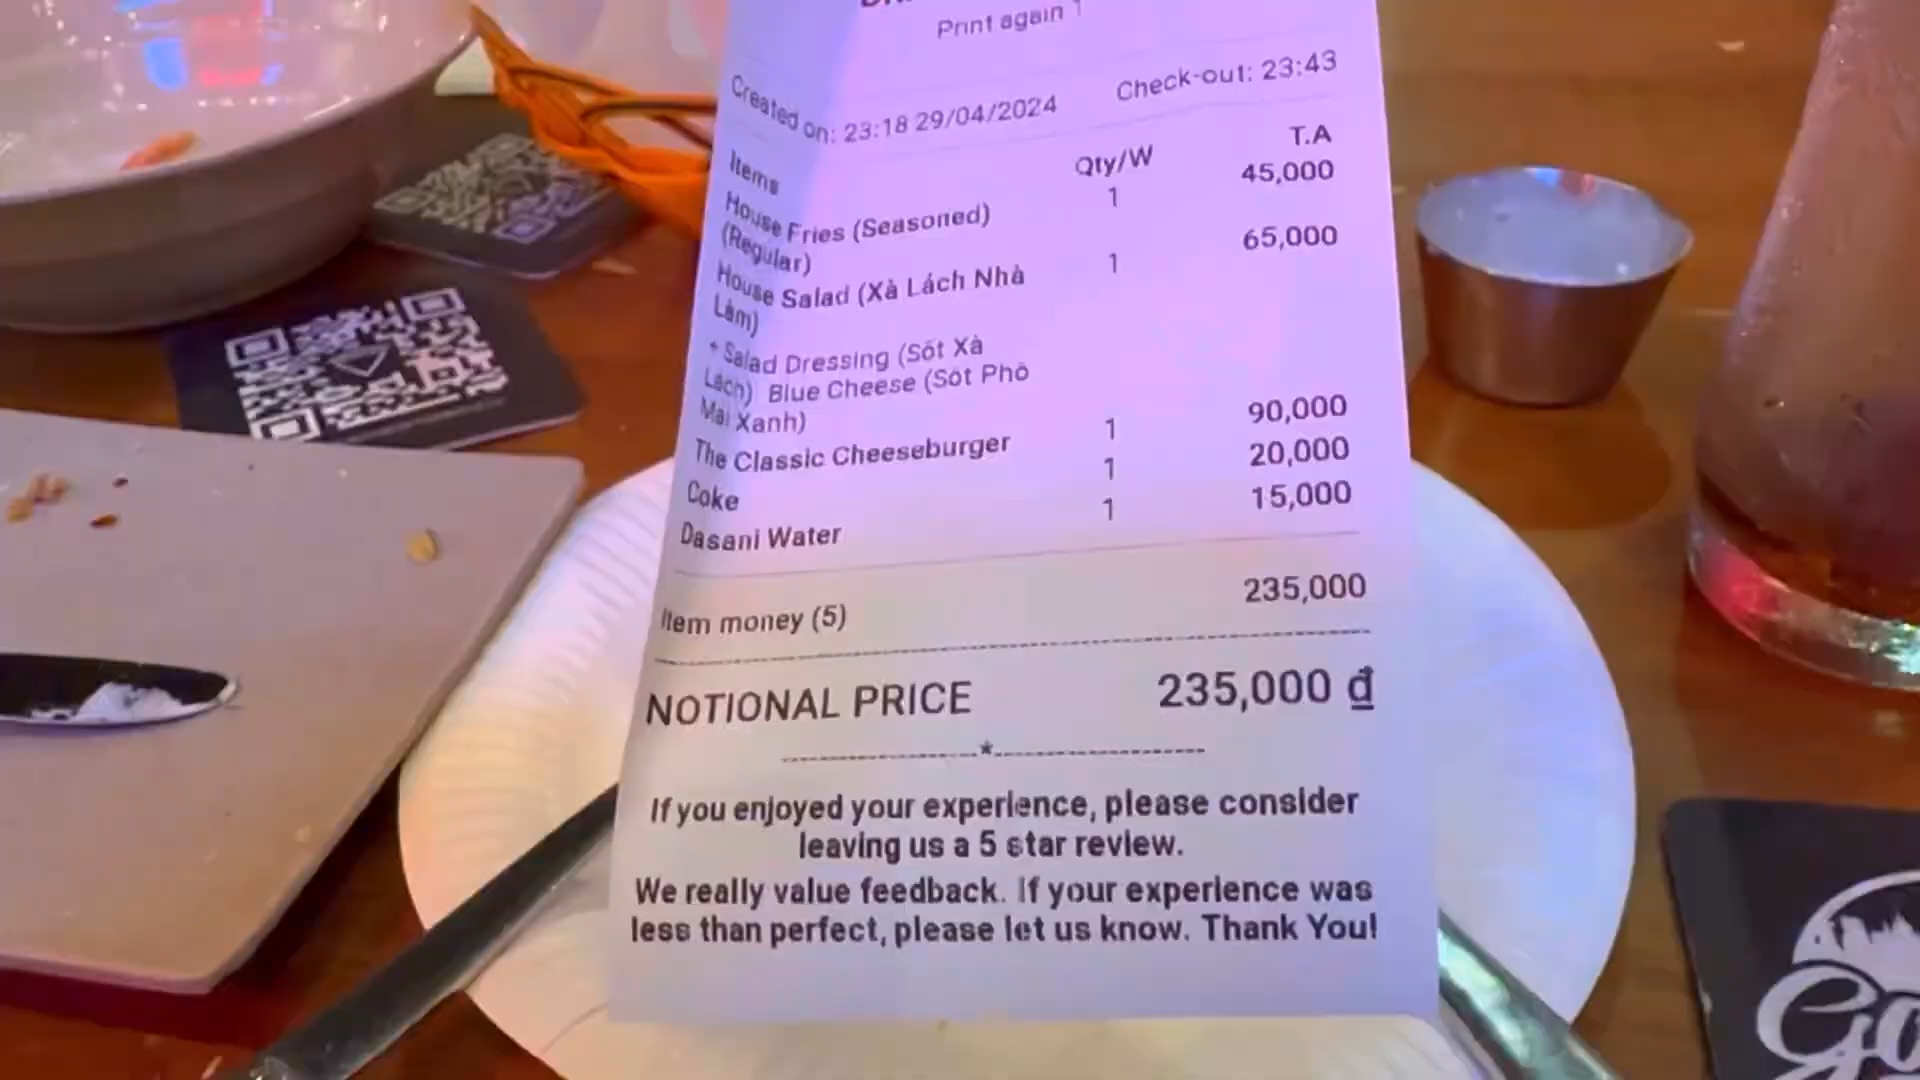 Print again 1
Created on: 23:18 29/04/2024 Check-out: 23:43
Items Qty/W T.A
House Fries (Seasoned) 1 45,000
(Regular)
House Salad (Xà Lách Nhà 1 65,000
Làm)
+ Salad Dressing (Sốt Xà
Lách) Blue Cheese (Sốt Phô
Mai Xanh)
The Classic Cheeseburger 1 90,000
Coke 1 20,000
Dasani Water 1 15,000
Item money (5) 235,000
NOTIONAL PRICE 235,000 ₫
*
If you enjoyed your experience, please consider
leaving us a 5 star review.
We really value feedback. If your experience was
less than perfect, please let us know. Thank You!